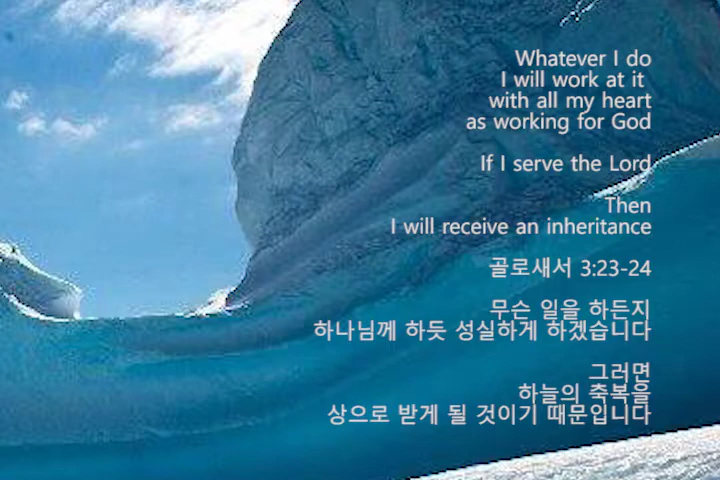 Whatever I do
I will work at it
with all my heart
as working for God
If I serve the Lord
Then
I will receive an inheritance
골로새서 3:23-24
무슨 일을 하든지
하나님께 하듯 성실하게 하겠습니다
그러면
하늘의 축복을
상으로 받게 될 것이기 때문입니다